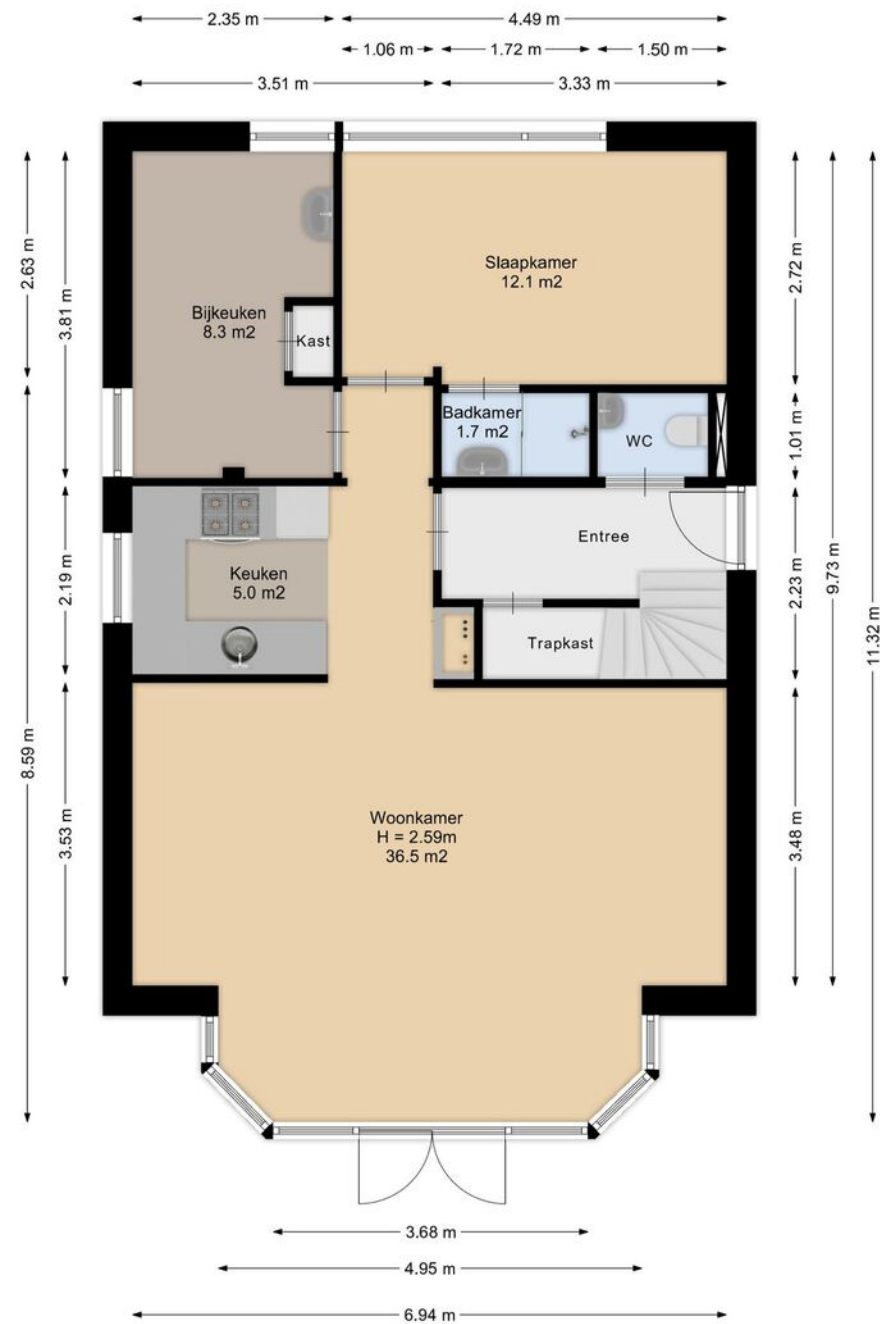 2.35 m 4.49 m
1.06 m 1.72 m 1.50 m
3.51 m 3.33 m
2.63 m
3.81 m
8.59 m
2.19 m
3.53 m
Bijkeuken
8.3 m2
Kast
Slaapkamer
12.1 m2
Badkamer
1.7 m2
WC
Entree
Keuken
5.0 m2
Trapkast
Woonkamer
H = 2.59m
36.5 m2
2.72 m
1.01 m
2.23 m
3.48 m
9.73 m
11.32 m
3.68 m
4.95 m
6.94 m